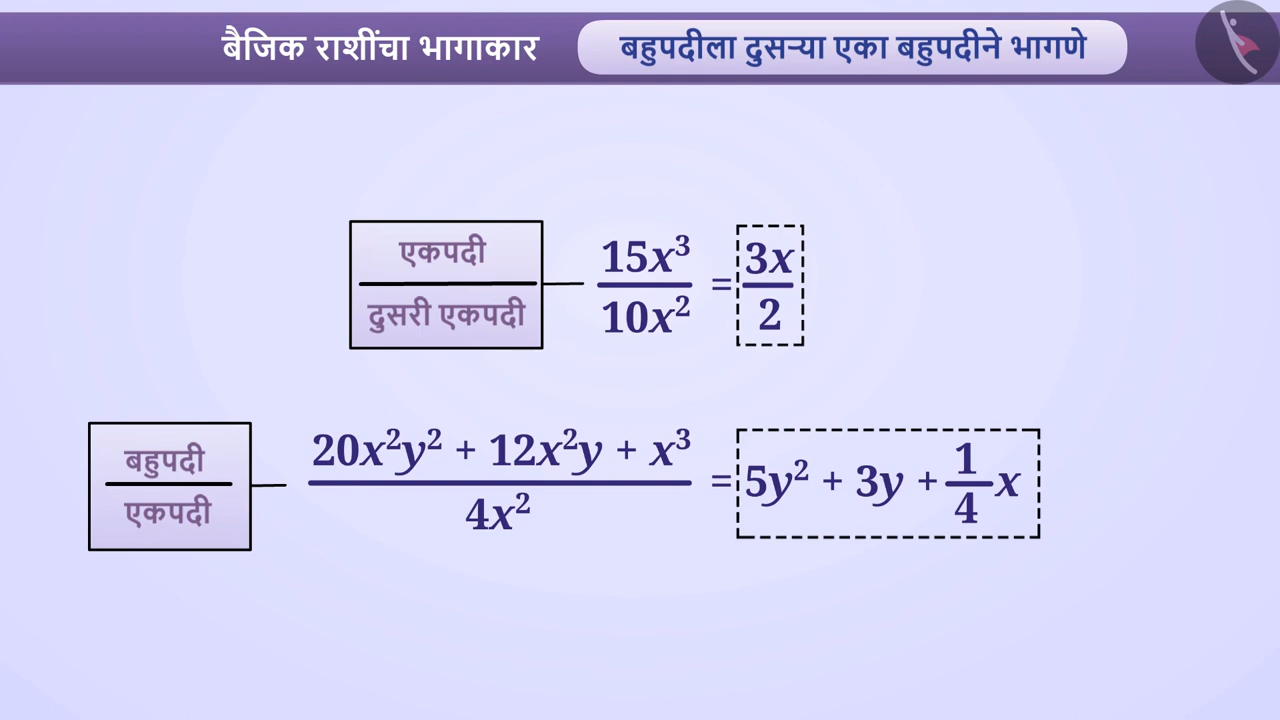 बैजिक राशींचा भागाकार बहुपदीला दुसऱ्या एका बहुपदीने भागणे
एकपदी
दुसरी एकपदी
15x³
10x²
= 3x
2
बहुपदी
एकपदी
20x²y² + 12x²y + x³
4x²
= 5y² + 3y + 1/4 x